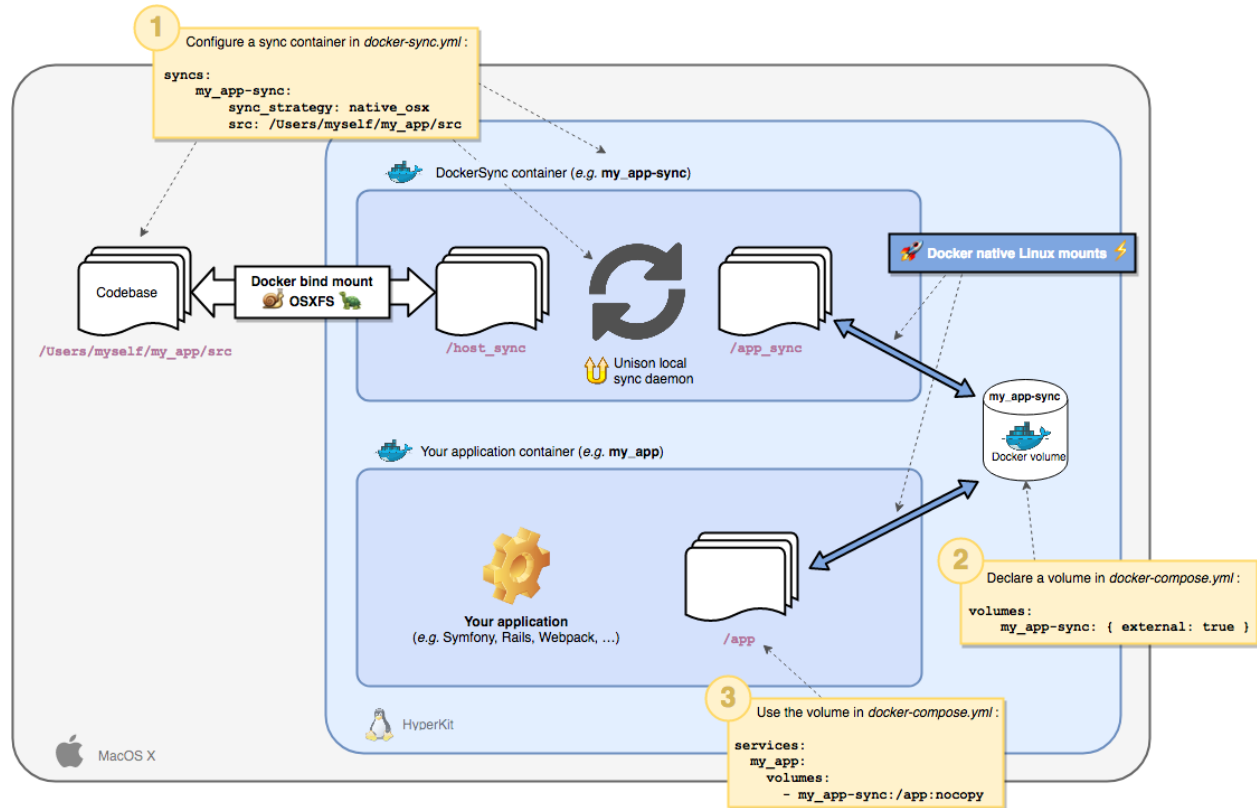 1
Configure a sync container in docker-sync.yml :
syncs:
    my_app-sync:
        sync_strategy: native_osx
        src: /Users/myself/my_app/src
DockerSync container (e.g. my_app-sync)
🚀 Docker native Linux mounts ⚡
Codebase
Docker bind mount
🐌 OSXFS 🐢
/Users/myself/my_app/src
/host_sync
/app_sync
Unison local
sync daemon
my_app-sync
Docker volume
Your application container (e.g. my_app)
Your application
(e.g. Symfony, Rails, Webpack, …)
/app
2
Declare a volume in docker-compose.yml :
volumes:
    my_app-sync: { external: true }
3
Use the volume in docker-compose.yml :
services:
  my_app:
    volumes:
      - my_app-sync:/app:nocopy
HyperKit
MacOS X